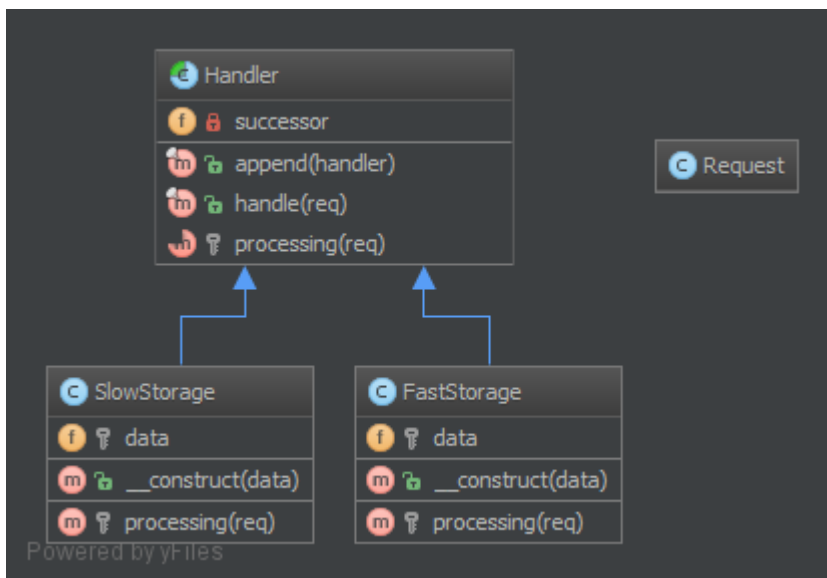 Handler
successor
append(handler)
handle(req)
processing(req)
Request
SlowStorage
data
__construct(data)
processing(req)
FastStorage
data
__construct(data)
processing(req)
Powered by yFiles